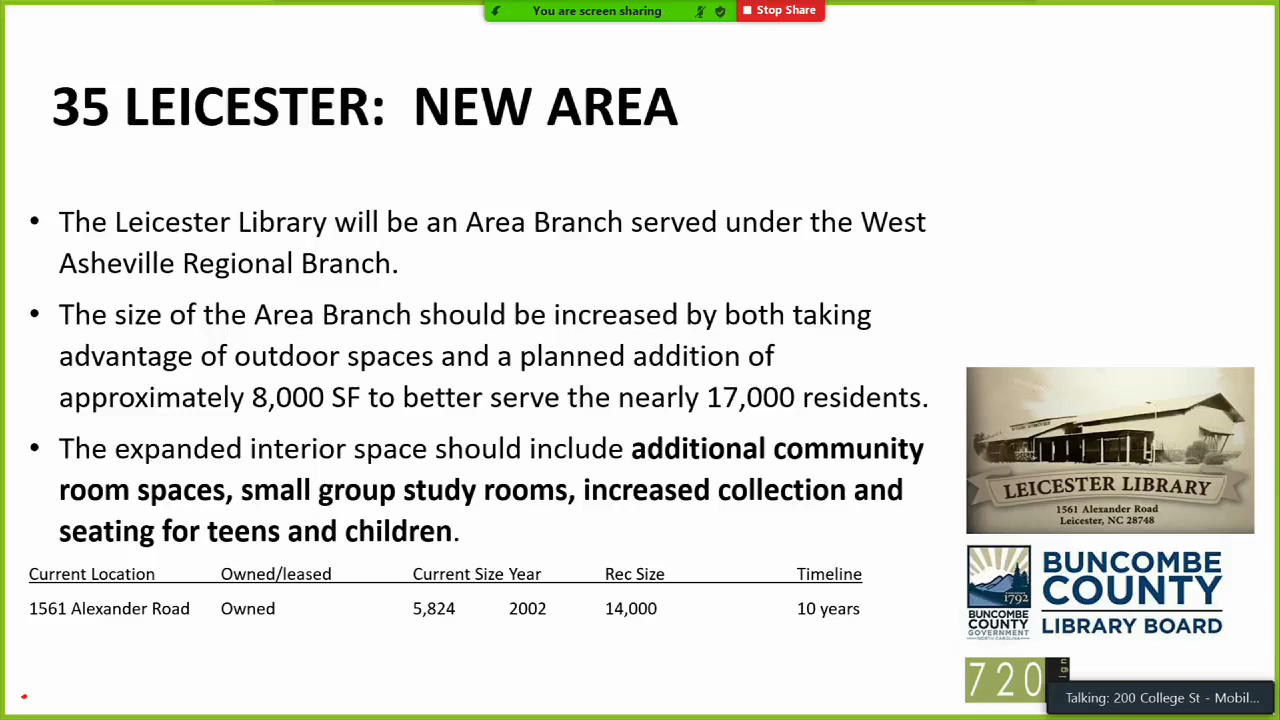 You are screen sharing
Stop Share
35 LEICESTER: NEW AREA
• The Leicester Library will be an Area Branch served under the West
Asheville Regional Branch.
• The size of the Area Branch should be increased by both taking
advantage of outdoor spaces and a planned addition of
approximately 8,000 SF to better serve the nearly 17,000 residents.
• The expanded interior space should include additional community
room spaces, small group study rooms, increased collection and
seating for teens and children.
Current Location Owned/leased Current Size Year Rec Size Timeline
1561 Alexander Road Owned 5,824 2002 14,000 10 years
LEICESTER LIBRARY
1561 Alexander Road
Leicester, NC 28748
1792
BUNCOMBE
COUNTY
GOVERNMENT
NORTH CAROLINA
BUNCOMBE
COUNTY
LIBRARY BOARD
720
ign
Talking: 200 College St - Mobil...